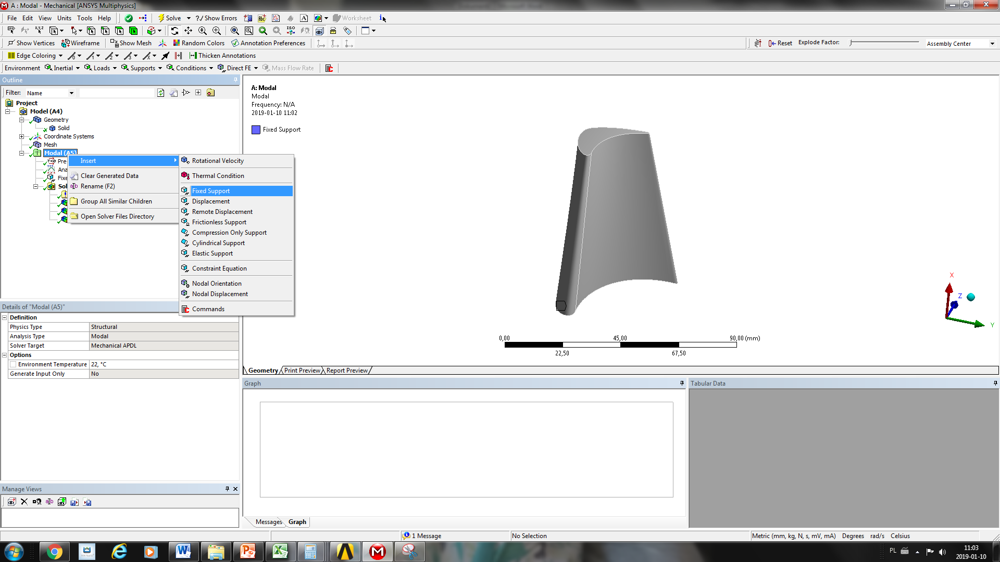 A : Modal - Mechanical [ANSYS Multiphysics]
File Edit View Units Tools Help Solve ?/ Show Errors Worksheet
Show Vertices Wireframe Show Mesh Random Colors Annotation Preferences Reset Explode Factor: Assembly Center
Edge Coloring Thicken Annotations
Environment Inertial Loads Supports Conditions Direct FE Mass Flow Rate
Outline
Filter: Name
Project
Model (A4)
Geometry
Solid
Coordinate Systems
Mesh
Modal (A5)
Pre
Ana
Fixe
Sol
Insert
Clear Generated Data
Rename (F2)
Group All Similar Children
Open Solver Files Directory
Rotational Velocity
Thermal Condition
Fixed Support
Displacement
Remote Displacement
Frictionless Support
Compression Only Support
Cylindrical Support
Elastic Support
Constraint Equation
Nodal Orientation
Nodal Displacement
Commands
A: Modal
Modal
Frequency: N/A
2019-01-10 11:02
Fixed Support
X
Z
Y
0,00 45,00 90,00 (mm)
22,50 67,50
Geometry Print Preview Report Preview
Details of "Modal (A5)"
Definition
Physics Type Structural
Analysis Type Modal
Solver Target Mechanical APDL
Options
Environment Temperature 22, °C
Generate Input Only No
Graph
Tabular Data
Manage Views
Messages Graph
1 Message No Selection Metric (mm, kg, N, s, mV, mA) Degrees rad/s Celsius
PL 11:03
2019-01-10